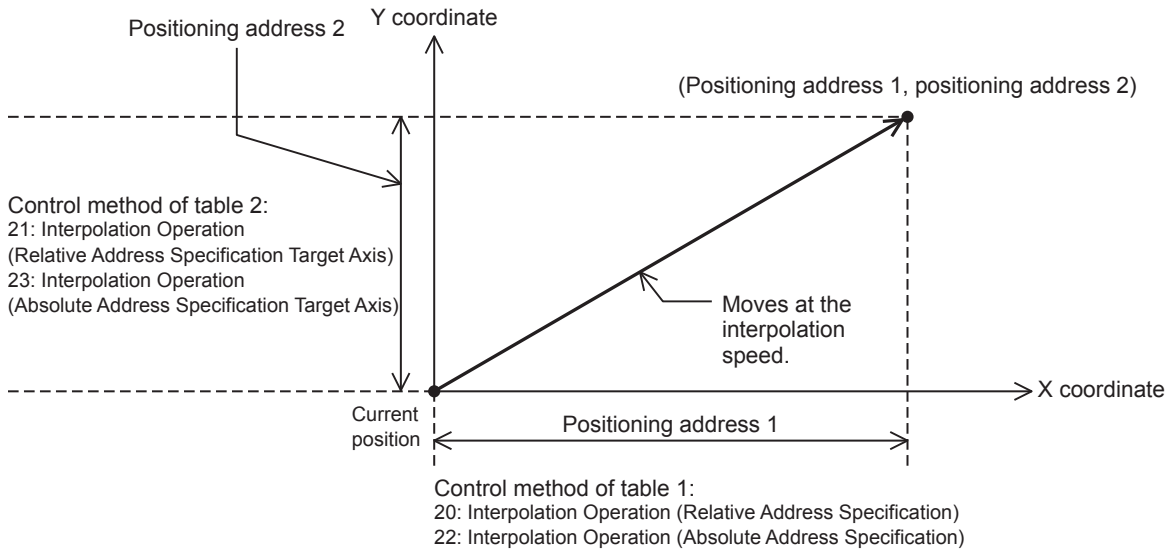 Positioning address 2
Y coordinate
(Positioning address 1, positioning address 2)
Control method of table 2:
21: Interpolation Operation
(Relative Address Specification Target Axis)
23: Interpolation Operation
(Absolute Address Specification Target Axis)
Moves at the
interpolation
speed.
X coordinate
Current
position
Positioning address 1
Control method of table 1:
20: Interpolation Operation (Relative Address Specification)
22: Interpolation Operation (Absolute Address Specification)